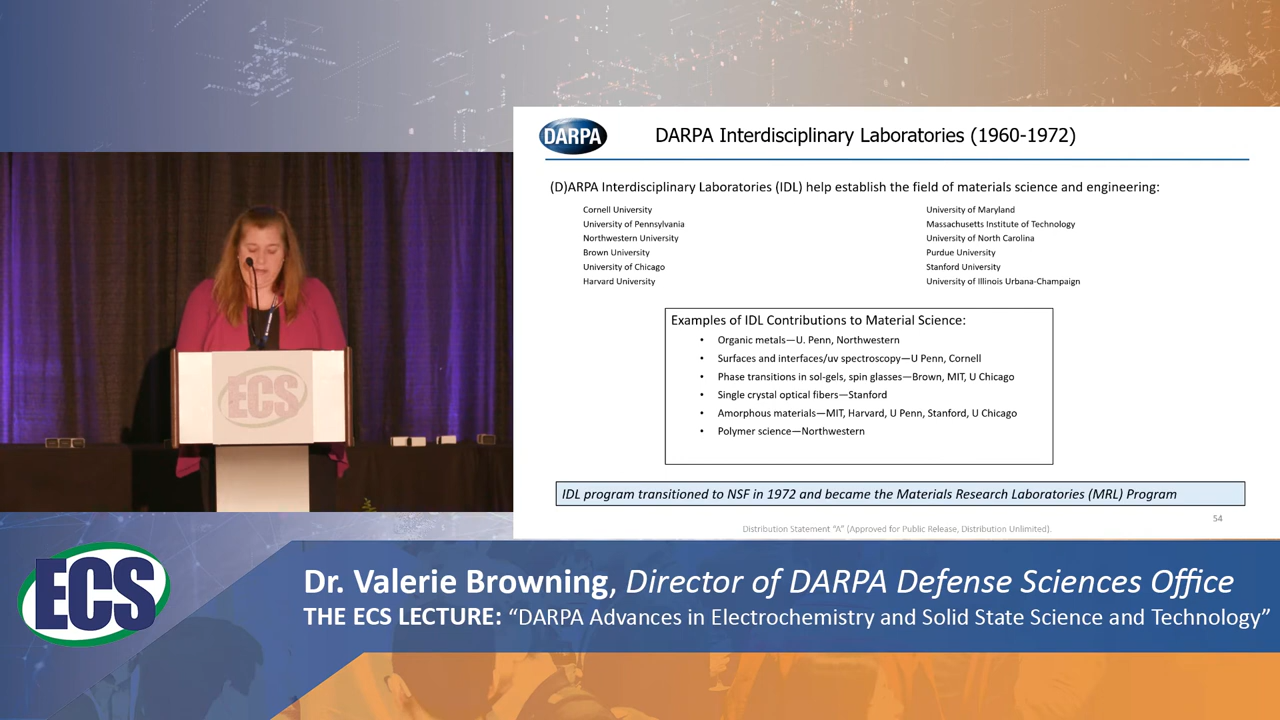 DARPA
DARPA Interdisciplinary Laboratories (1960-1972)
(D)ARPA Interdisciplinary Laboratories (IDL) help establish the field of materials science and engineering:
Cornell University
University of Pennsylvania
Northwestern University
Brown University
University of Chicago
Harvard University
University of Maryland
Massachusetts Institute of Technology
University of North Carolina
Purdue University
Stanford University
University of Illinois Urbana-Champaign
Examples of IDL Contributions to Material Science:
• Organic metals—U. Penn, Northwestern
• Surfaces and interfaces/uv spectroscopy—U Penn, Cornell
• Phase transitions in sol-gels, spin glasses—Brown, MIT, U Chicago
• Single crystal optical fibers—Stanford
• Amorphous materials—MIT, Harvard, U Penn, Stanford, U Chicago
• Polymer science—Northwestern
IDL program transitioned to NSF in 1972 and became the Materials Research Laboratories (MRL) Program
54
Distribution Statement “A” (Approved for Public Release, Distribution Unlimited).
ECS
ECS
Dr. Valerie Browning, Director of DARPA Defense Sciences Office
THE ECS LECTURE: “DARPA Advances in Electrochemistry and Solid State Science and Technology”